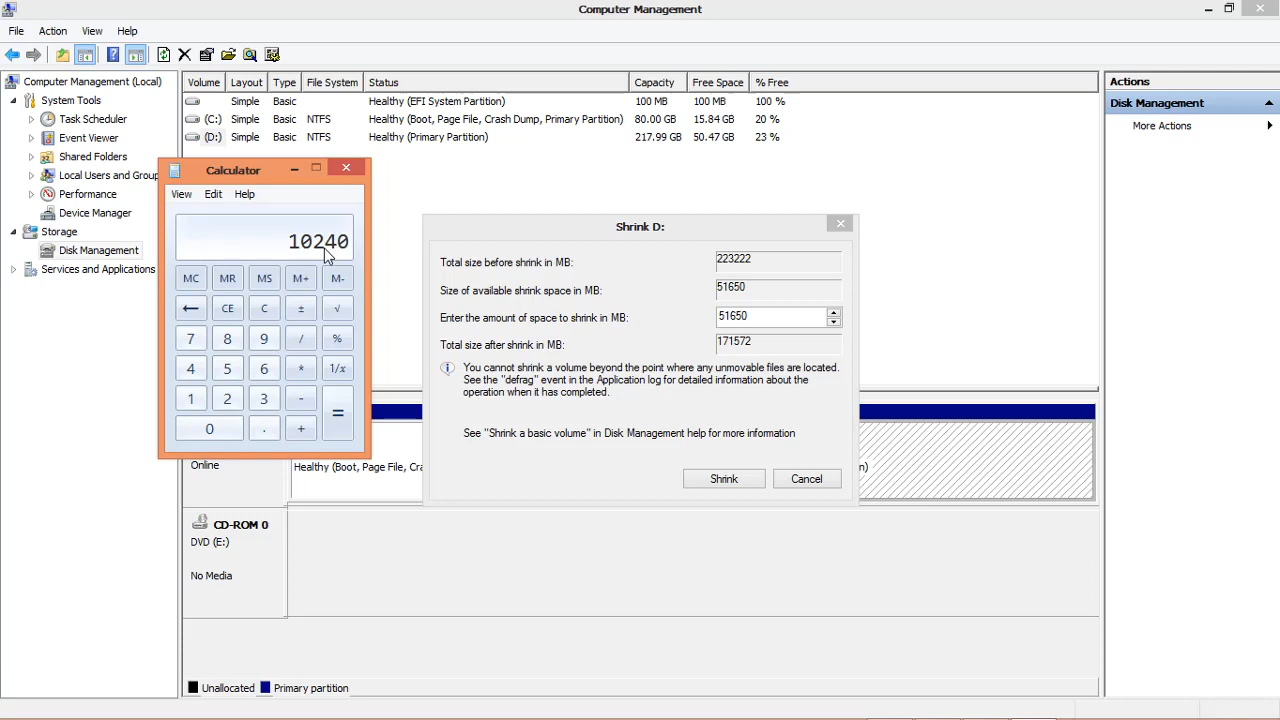 Computer Management
File Action View Help
Computer Management (Local)
System Tools
Task Scheduler
Event Viewer
Shared Folders
Local Users and Group
Performance
Device Manager
Storage
Disk Management
Services and Applications
Volume Layout Type File System Status Capacity Free Space % Free
Simple Basic Healthy (EFI System Partition) 100 MB 100 MB 100 %
(C:) Simple Basic NTFS Healthy (Boot, Page File, Crash Dump, Primary Partition) 80.00 GB 15.84 GB 20 %
(D:) Simple Basic NTFS Healthy (Primary Partition) 217.99 GB 50.47 GB 23 %
Actions
Disk Management
More Actions
Calculator
View Edit Help
10240
MC MR MS M+ M-
← CE C ± √
7 8 9 / %
4 5 6 * 1/x
1 2 3 - =
0 . +
Shrink D:
Total size before shrink in MB: 223222
Size of available shrink space in MB: 51650
Enter the amount of space to shrink in MB: 51650
Total size after shrink in MB: 171572
You cannot shrink a volume beyond the point where any unmovable files are located.
See the "defrag" event in the Application log for detailed information about the
operation when it has completed.
See "Shrink a basic volume" in Disk Management help for more information
Shrink Cancel
Online
Healthy (Boot, Page File, Cra
n)
CD-ROM 0
DVD (E:)
No Media
Unallocated Primary partition